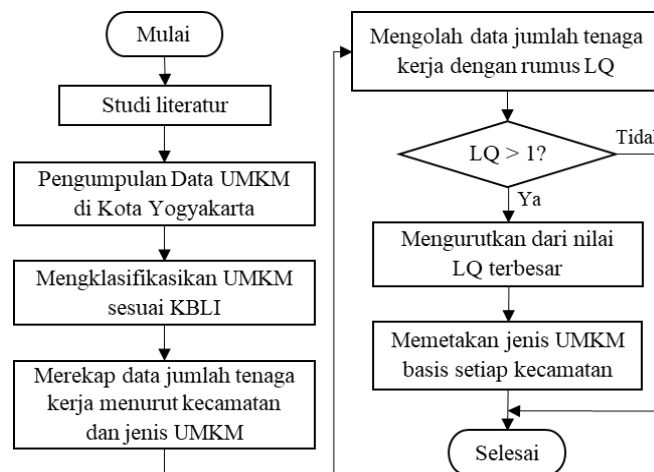 Mulai
Studi literatur
Pengumpulan Data UMKM
di Kota Yogyakarta
Mengklasifikasikan UMKM
sesuai KBLI
Merekap data jumlah tenaga
kerja menurut kecamatan
dan jenis UMKM
Mengolah data jumlah tenaga
kerja dengan rumus LQ
LQ > 1?
Tidak
Ya
Mengurutkan dari nilai
LQ terbesar
Memetakan jenis UMKM
basis setiap kecamatan
Selesai